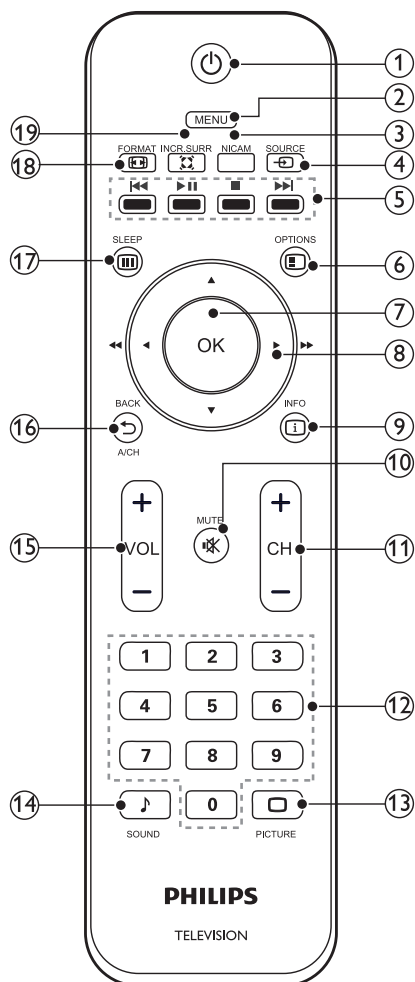 1
2
MENU
19
3
FORMAT INCR.SURR NICAM SOURCE
18
4
5
SLEEP
OPTIONS
17
6
7
OK
8
BACK
INFO
16
i
9
A/CH
10
+
+
MUTE
15
VOL
CH
11
−
−
1 2 3
4 5 6
12
7 8 9
14
0
13
SOUND
PICTURE
PHILIPS
TELEVISION